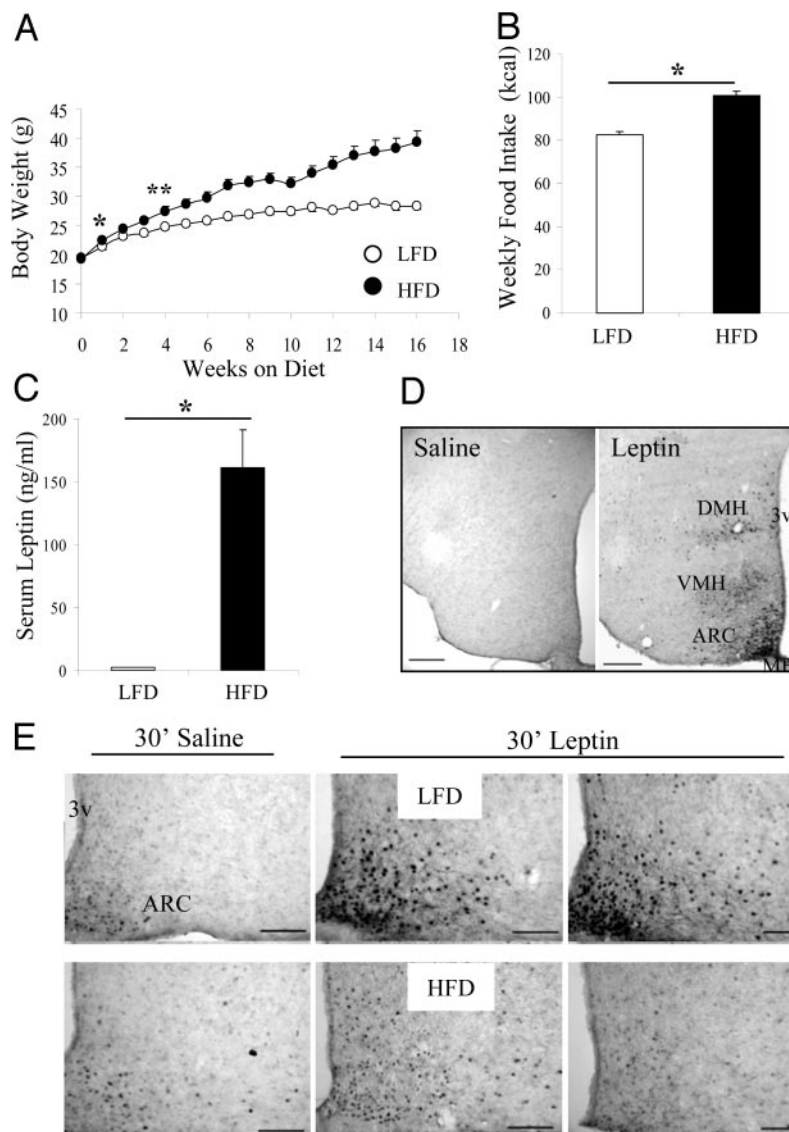 A
Body Weight (g)
45
40
35
30
25
20
15
10
*
**
LFD
HFD
0 2 4 6 8 10 12 14 16 18
Weeks on Diet
B
Weekly Food Intake (kcal)
120
100
80
60
40
20
0
*
LFD HFD
C
Serum Leptin (ng/ml)
200
150
100
50
0
*
LFD HFD
D
Saline Leptin
DMH
3v
VMH
ARC
E
30' Saline 30' Leptin
LFD
3v
ARC
HFD